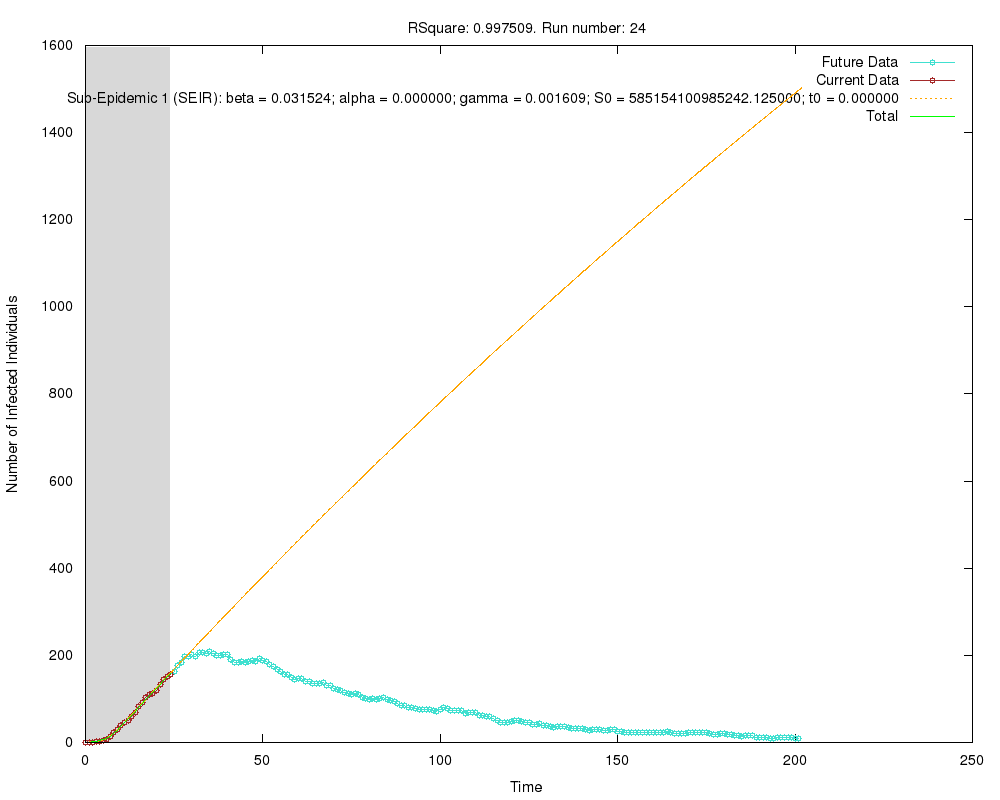 RSquare: 0.997509. Run number: 24
1600
1400
1200
1000
800
600
400
200
0
Number of Infected Individuals
Future Data
Current Data
Sub-Epidemic 1 (SEIR): beta = 0.031524; alpha = 0.000000; gamma = 0.001609; S0 = 585154100985242.125000; t0 = 0.000000
Total
0 50 100 150 200 250
Time